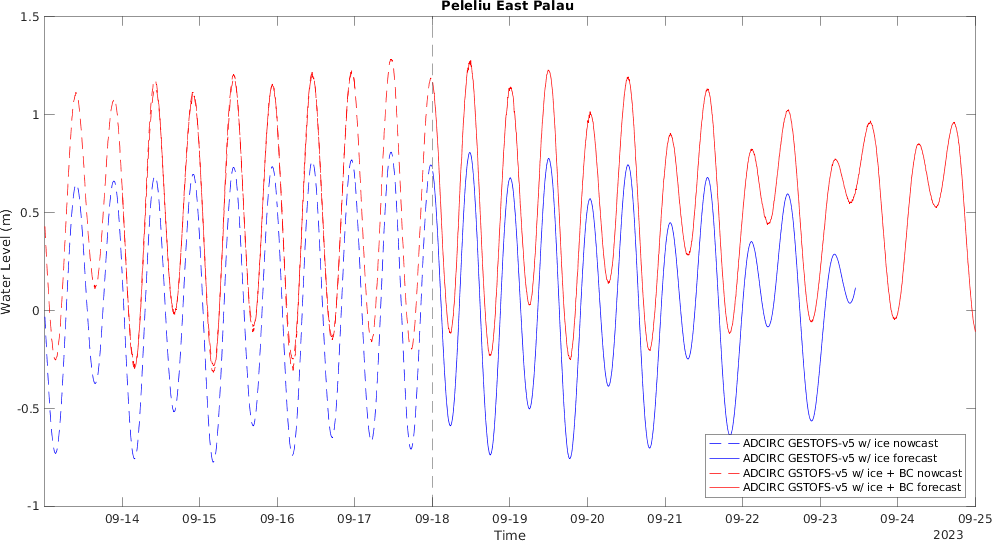 Peleliu East Palau
1.5
1
0.5
0
-0.5
-1
Water Level (m)
ADCIRC GESTOFS-v5 w/ ice nowcast
ADCIRC GESTOFS-v5 w/ ice forecast
ADCIRC GSTOFS-v5 w/ ice + BC nowcast
ADCIRC GSTOFS-v5 w/ ice + BC forecast
09-14 09-15 09-16 09-17 09-18 09-19 09-20 09-21 09-22 09-23 09-24 09-25
Time
2023